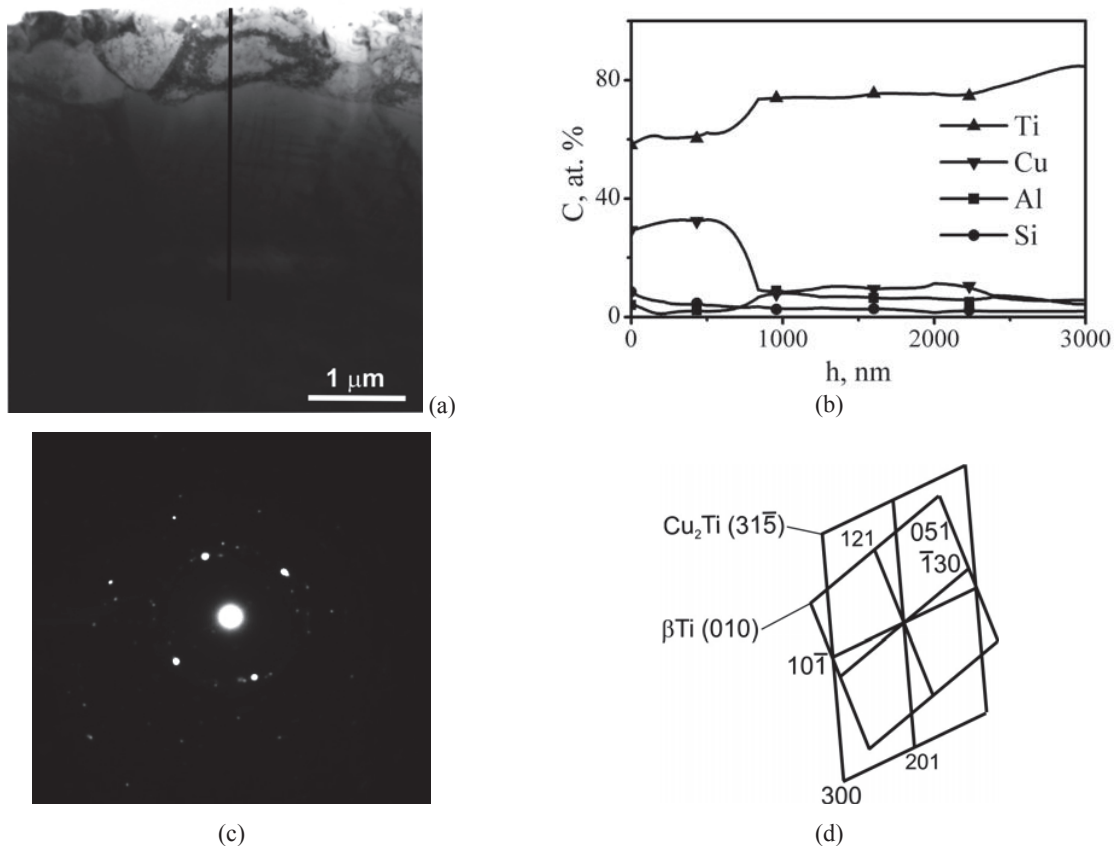 1 μm
(a)
C, at. %
80
40
0
Ti
Cu
Al
Si
0 1000 2000 3000
h, nm
(b)
(c)
Cu₂Ti (315̅)
121
051
1̅30
βTi (010)
101̅
201
300
(d)